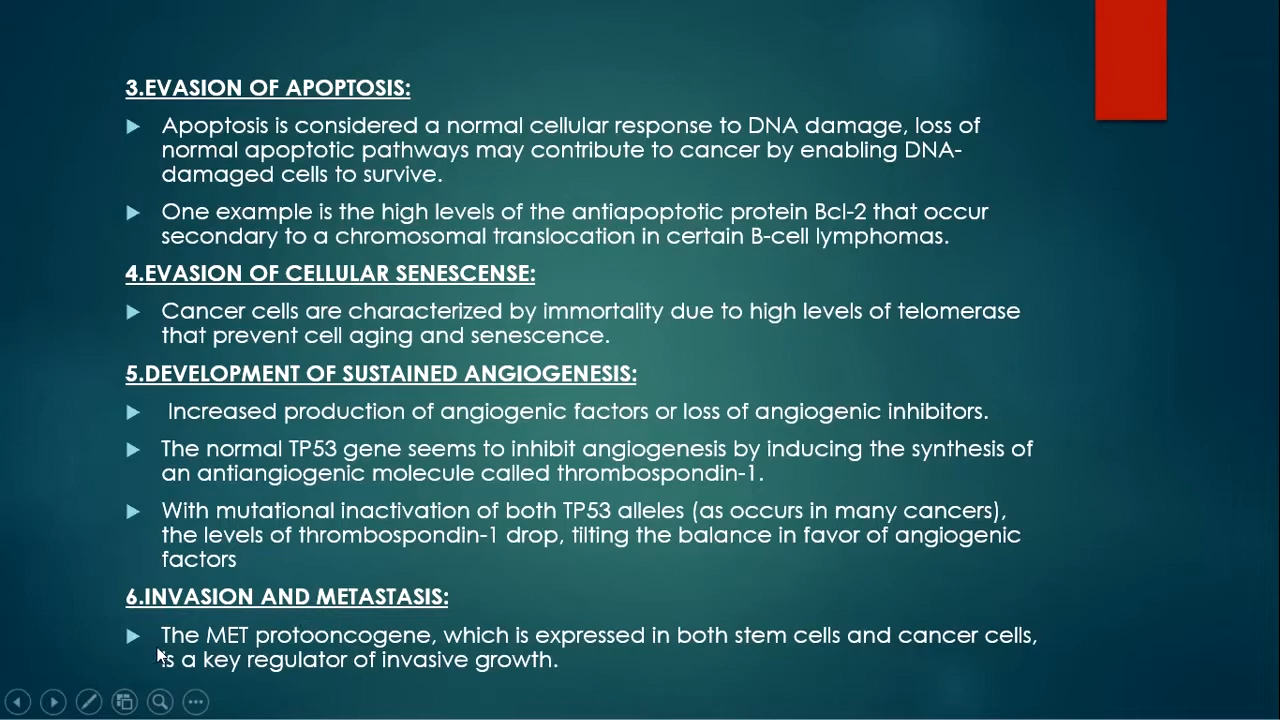 3.EVASION OF APOPTOSIS:
Apoptosis is considered a normal cellular response to DNA damage, loss of
normal apoptotic pathways may contribute to cancer by enabling DNA-
damaged cells to survive.
One example is the high levels of the antiapoptotic protein Bcl-2 that occur
secondary to a chromosomal translocation in certain B-cell lymphomas.
4.EVASION OF CELLULAR SENESCENSE:
Cancer cells are characterized by immortality due to high levels of telomerase
that prevent cell aging and senescence.
5.DEVELOPMENT OF SUSTAINED ANGIOGENESIS:
Increased production of angiogenic factors or loss of angiogenic inhibitors.
The normal TP53 gene seems to inhibit angiogenesis by inducing the synthesis of
an antiangiogenic molecule called thrombospondin-1.
With mutational inactivation of both TP53 alleles (as occurs in many cancers),
the levels of thrombospondin-1 drop, tilting the balance in favor of angiogenic
factors
6.INVASION AND METASTASIS:
The MET protooncogene, which is expressed in both stem cells and cancer cells,
is a key regulator of invasive growth.